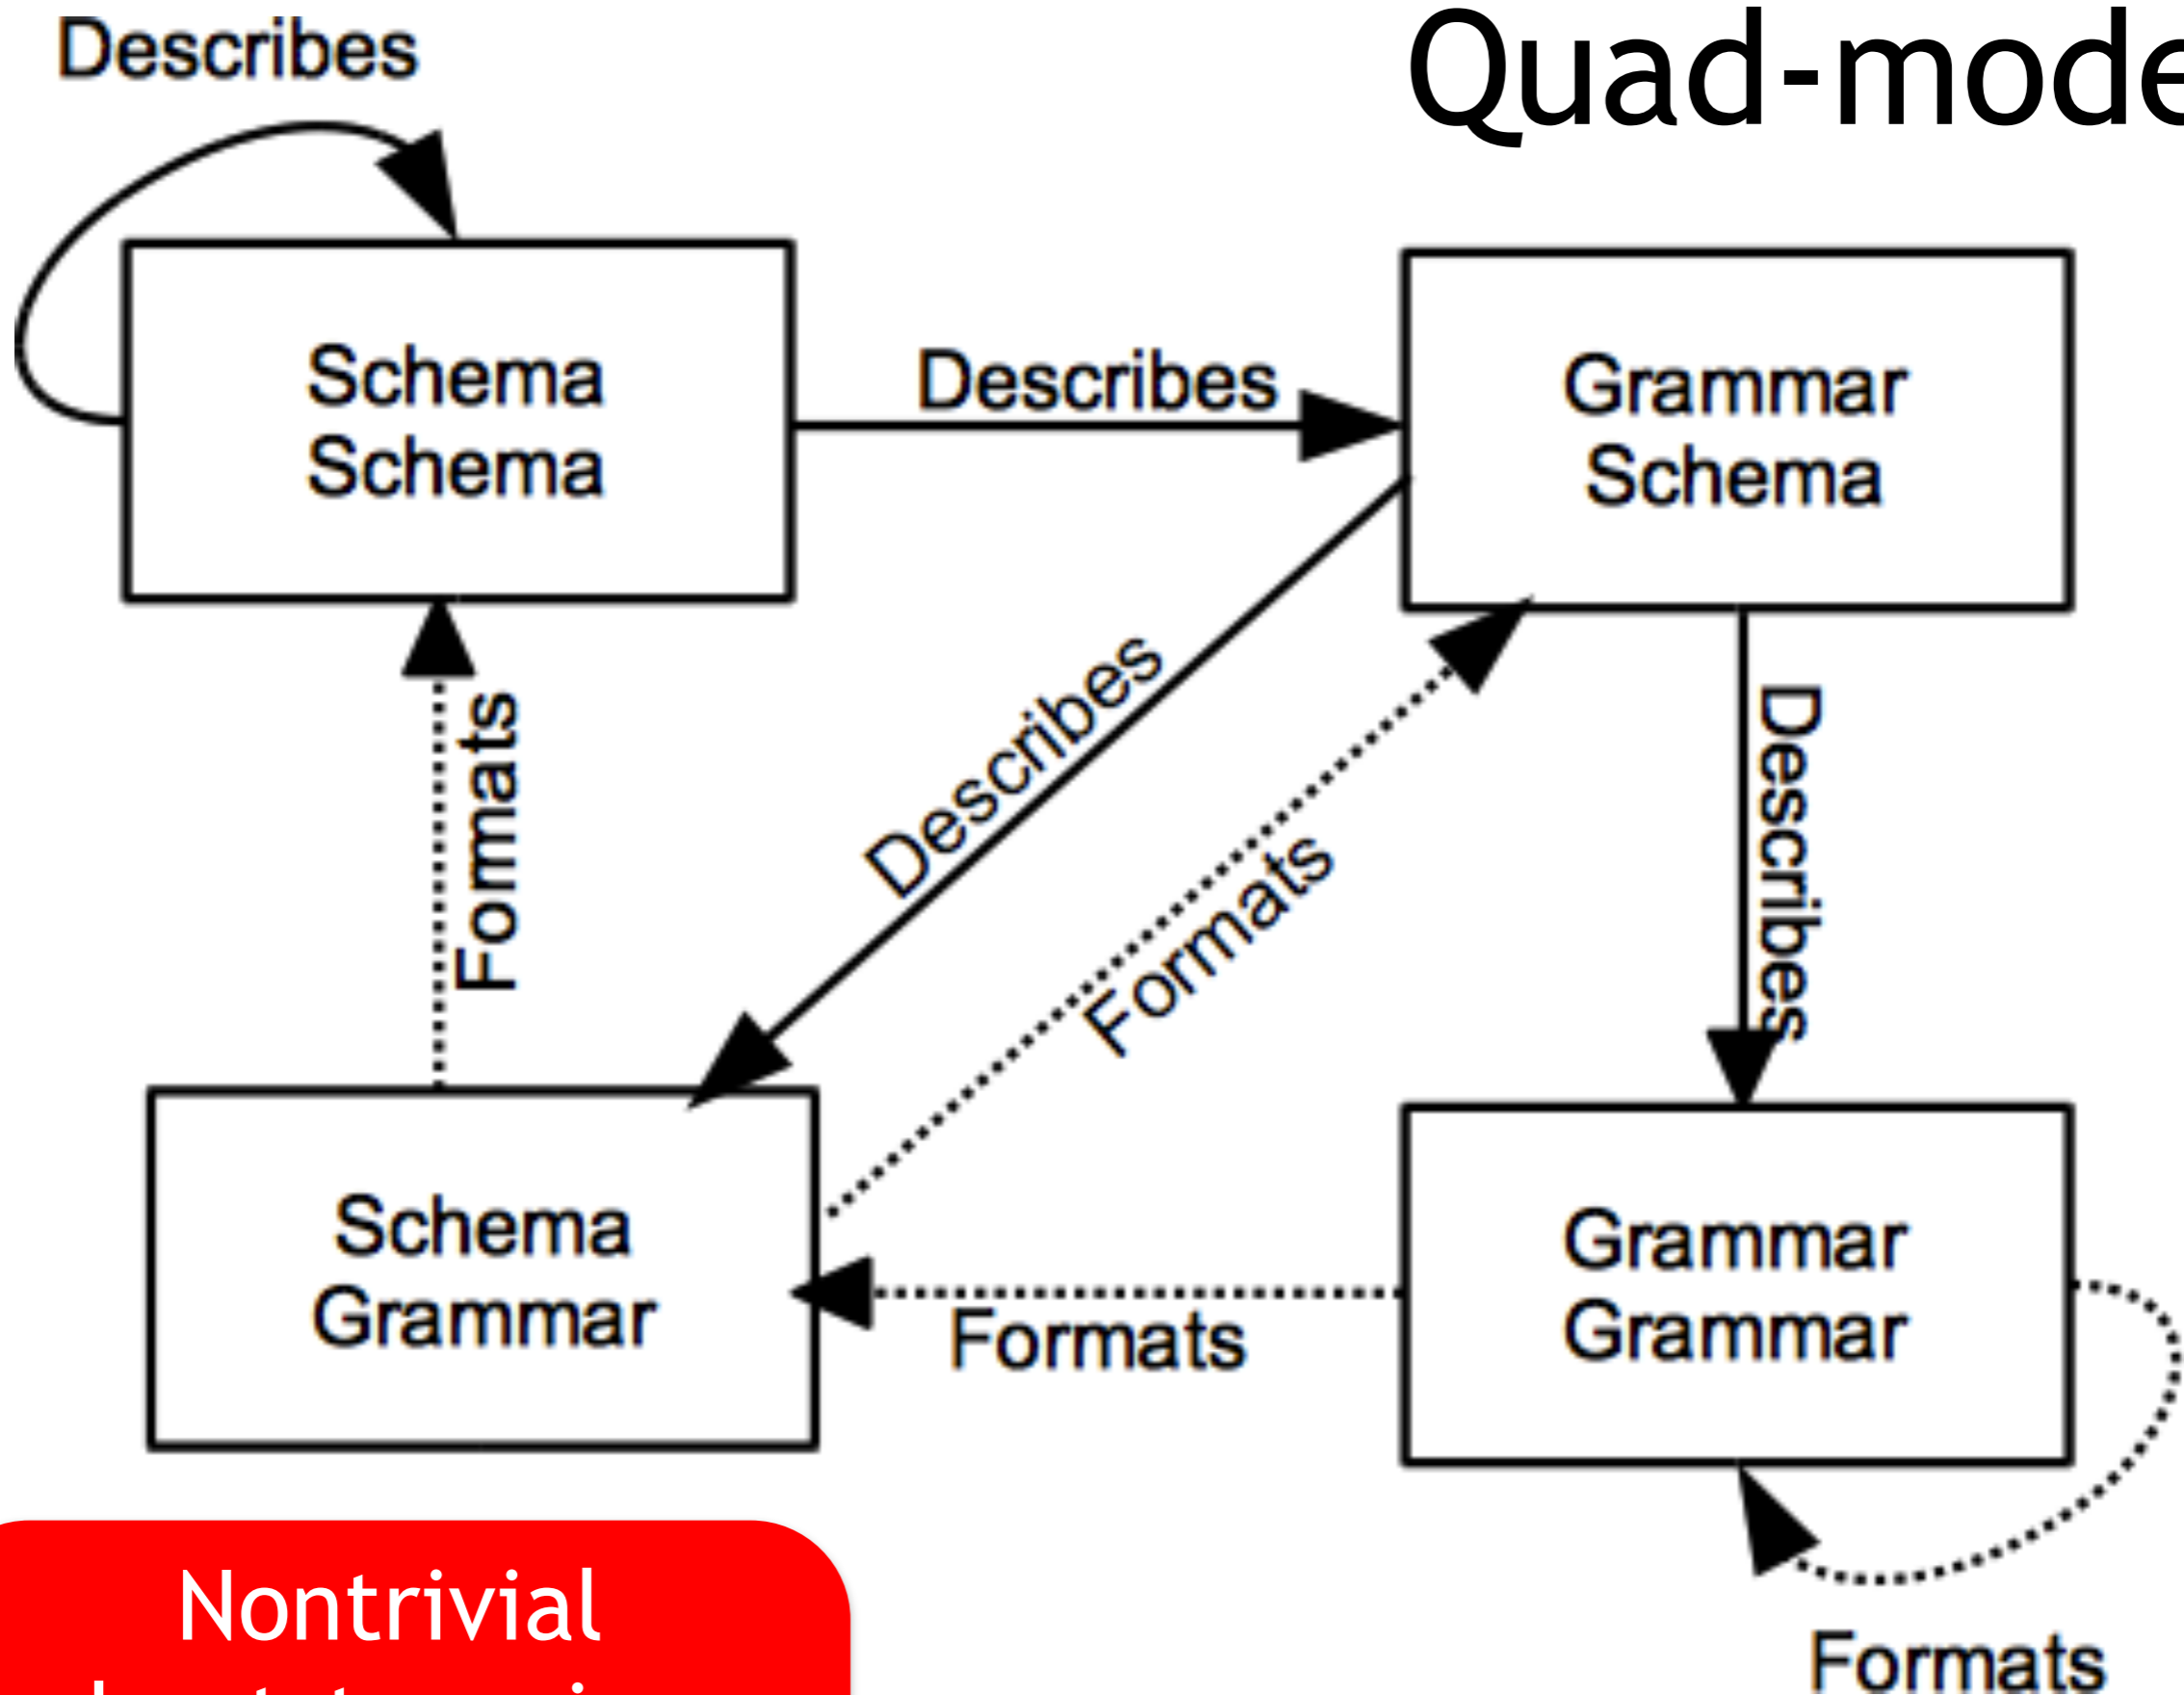 Describes
Quad-mode
Schema
Schema
Describes
Grammar
Schema
Formats
Describes
Formats
Describes
Schema
Grammar
Formats
Grammar
Grammar
Formats
Nontrivial